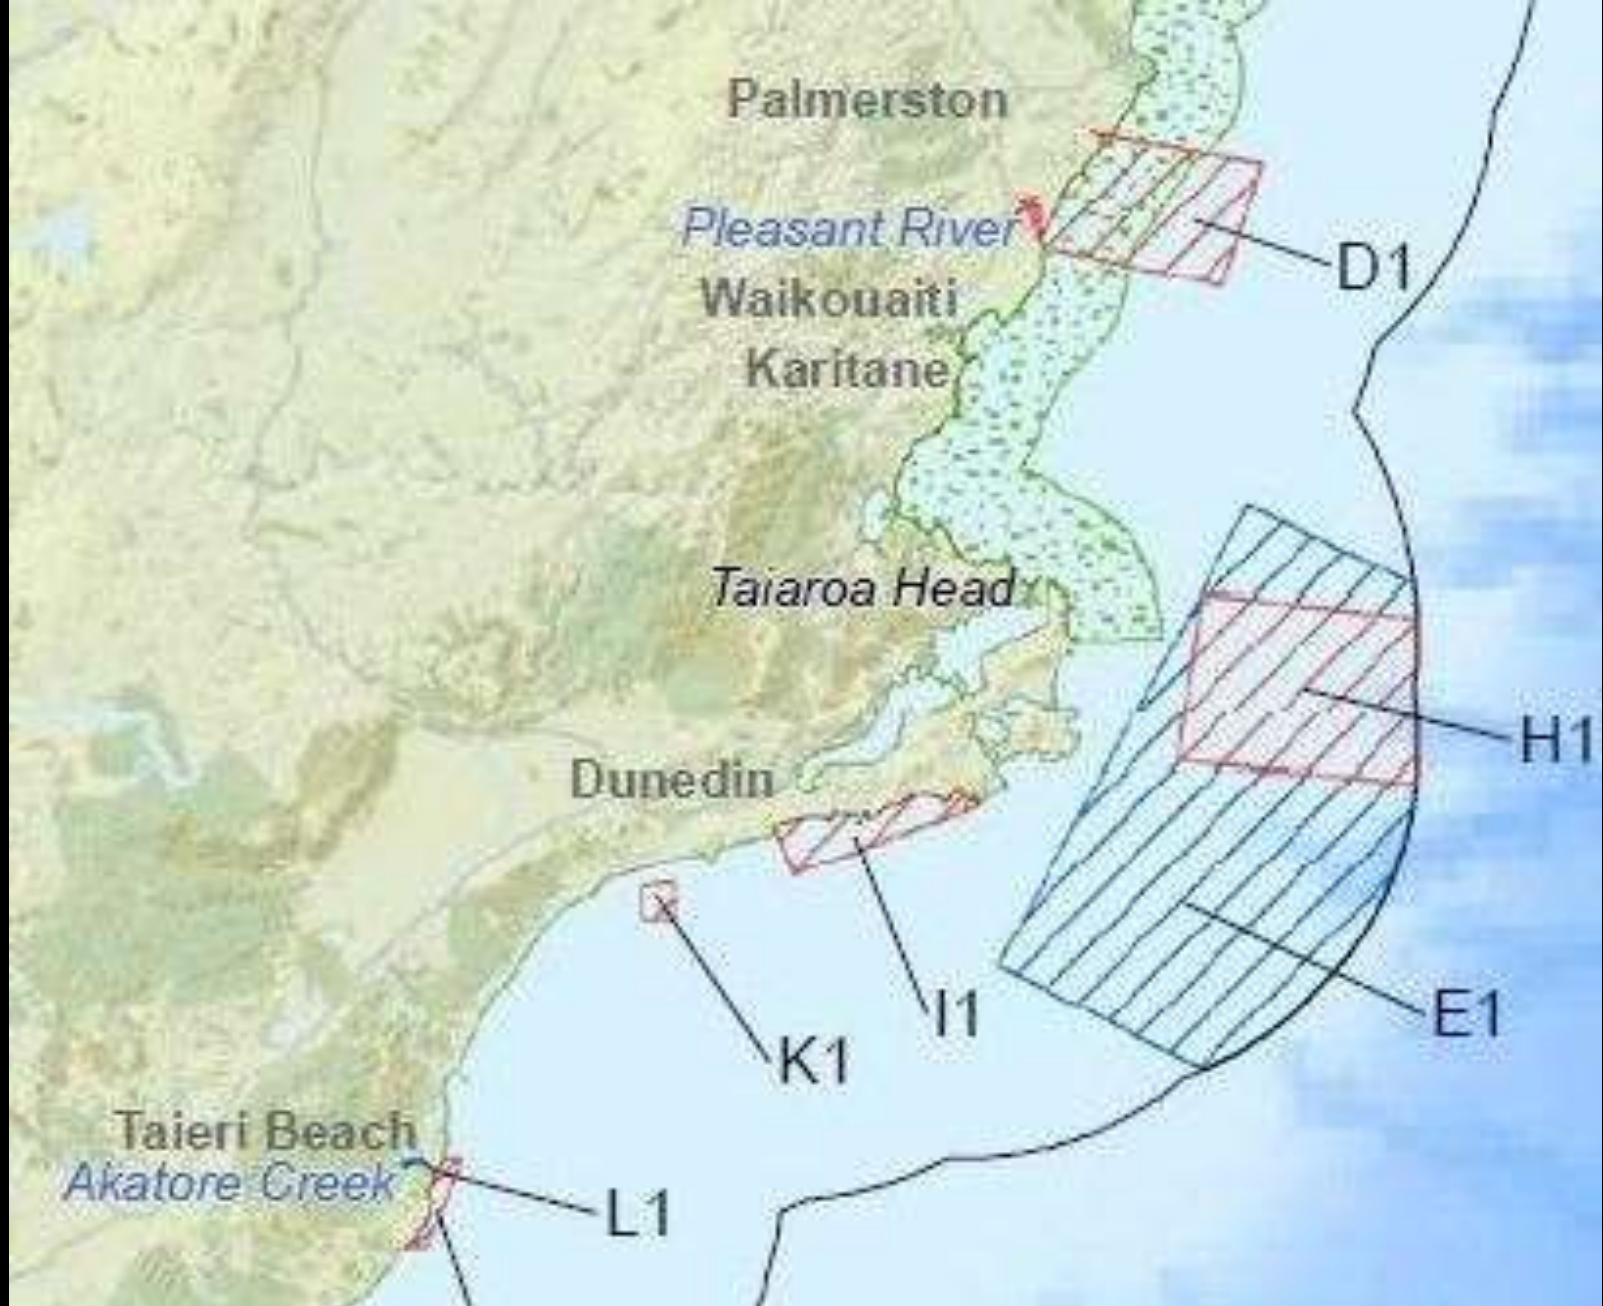 Palmerston
Pleasant River
D1
Waikouaiti
Karitane
Taiaroa Head
H1
Dunedin
E1
I1
K1
Taieri Beach
Akatore Creek
L1